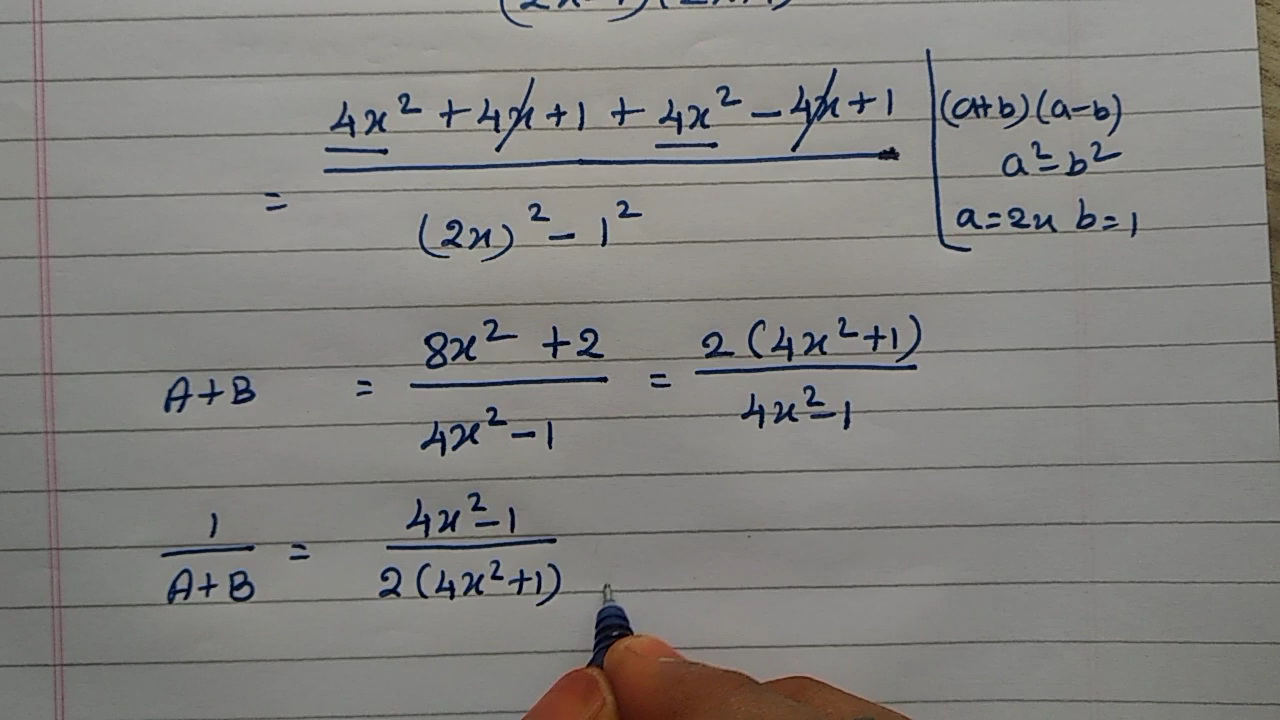 4x² + 4x + 1 + 4x² - 4x + 1
= (2x)² - 1²
(a+b)(a-b)
a² - b²
a = 2x b = 1
A+B = 8x² + 2 / 4x² - 1 = 2(4x² + 1) / 4x² - 1
1 / A+B = 4x² - 1 / 2(4x² + 1)